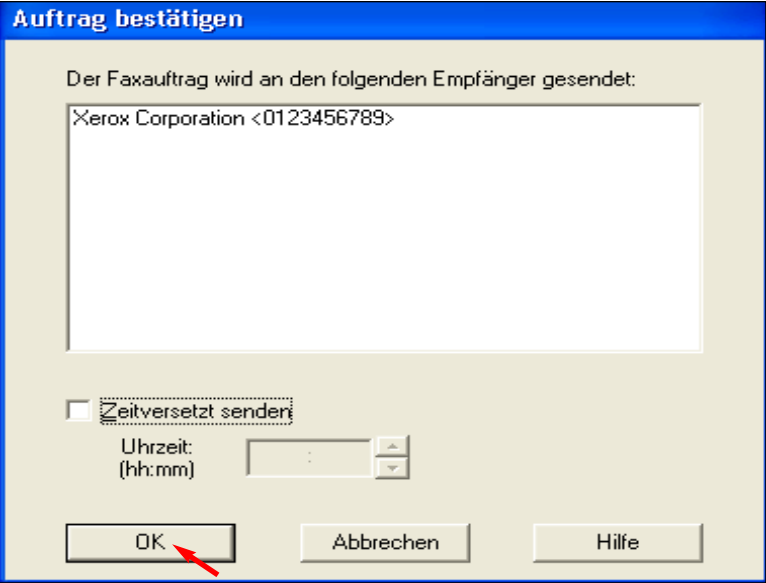 Auftrag bestätigen
Der Faxauftrag wird an den folgenden Empfänger gesendet:
Xerox Corporation <0123456789>
Zeitversetzt senden
Uhrzeit:
(hh:mm)
:
OK
Abbrechen
Hilfe